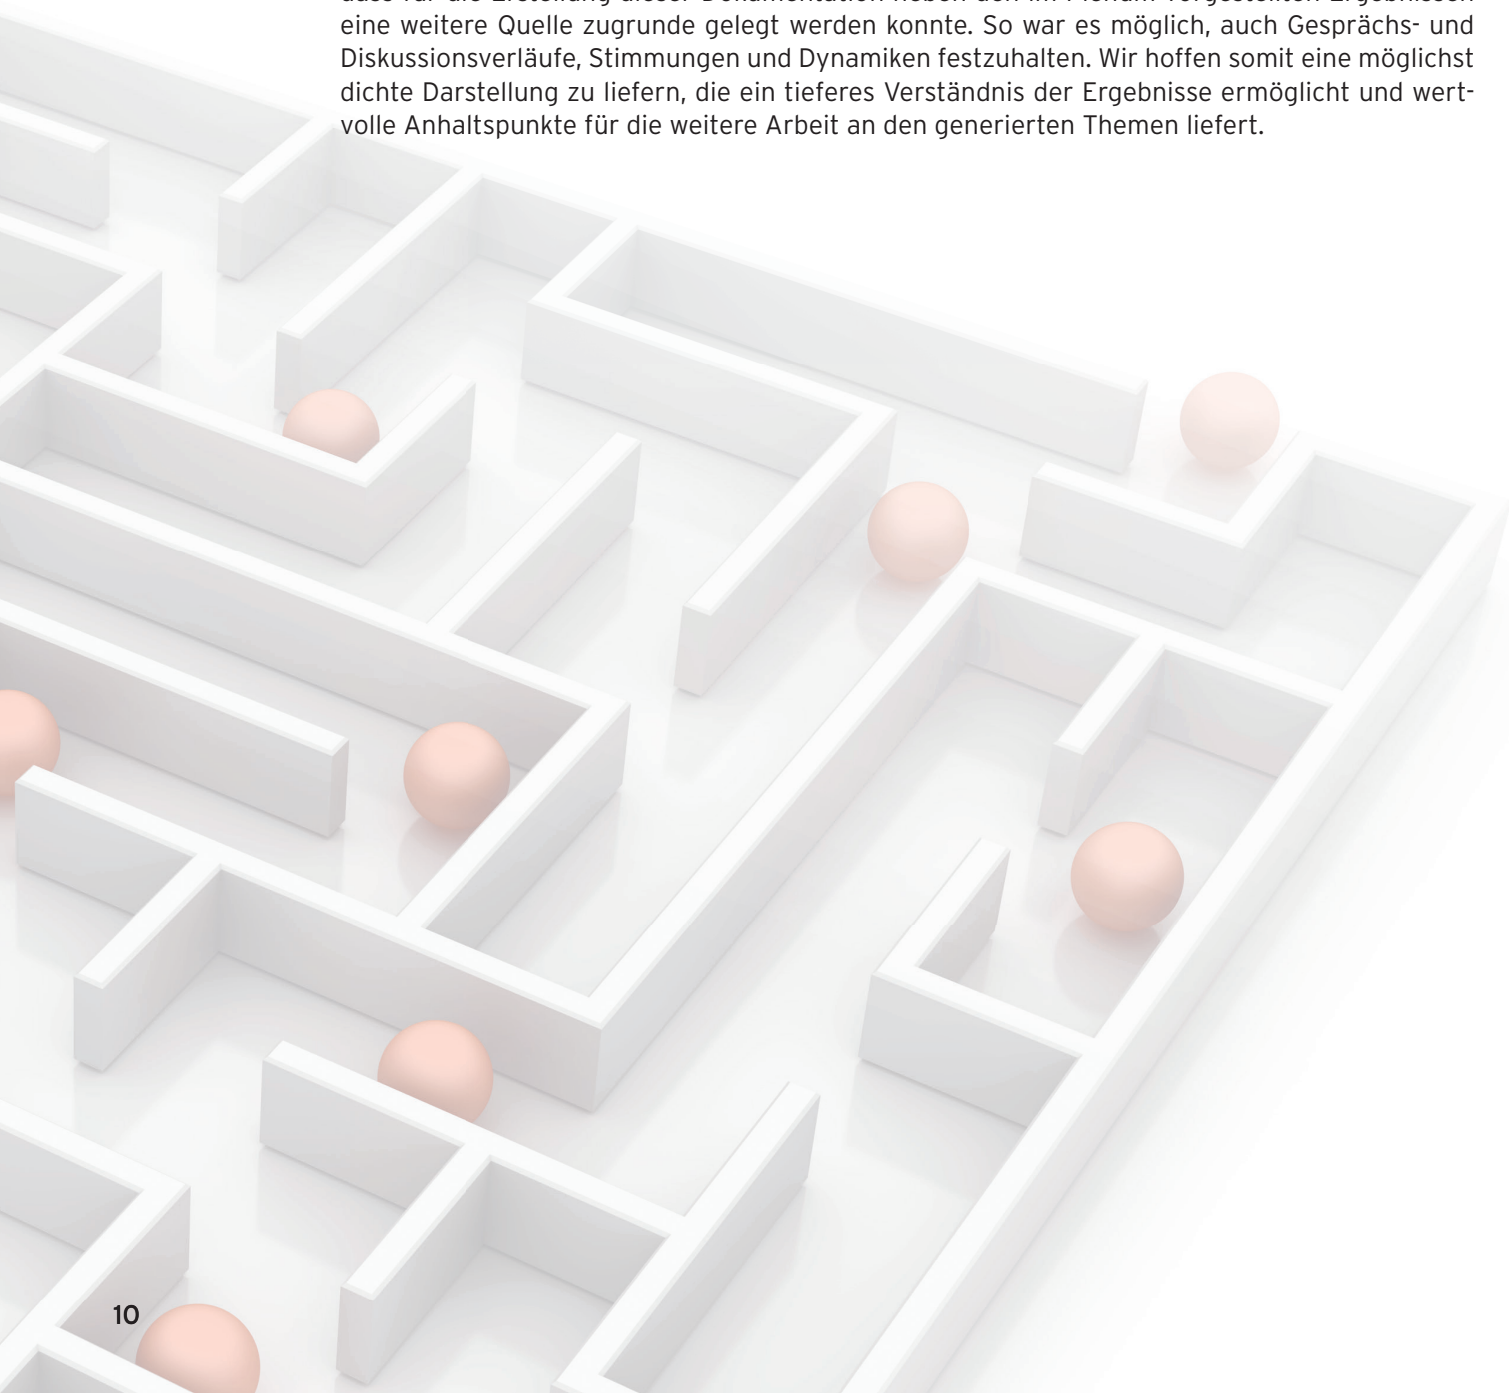 eine weitere Quelle zugrunde gelegt werden konnte. So war es möglich, auch Gesprächs- und
Diskussionsverläufe, Stimmungen und Dynamiken festzuhalten. Wir hoffen somit eine möglichst
dichte Darstellung zu liefern, die ein tieferes Verständnis der Ergebnisse ermöglicht und wert-
volle Anhaltspunkte für die weitere Arbeit an den generierten Themen liefert.
10